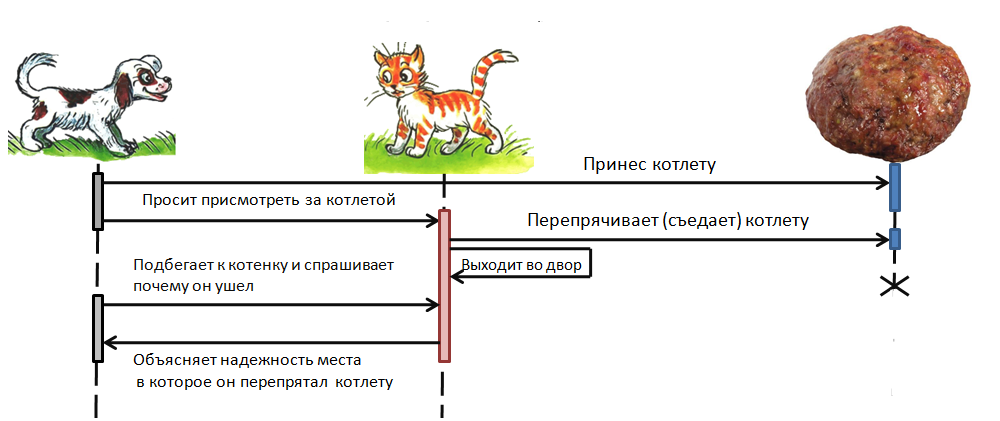 Принес котлету
Просит присмотреть за котлетой
Перепрячивает (съедает) котлету
Выходит во двор
Подбегает к котенку и спрашивает
почему он ушел
Объясняет надежность места
в которое он перепрятал котлету